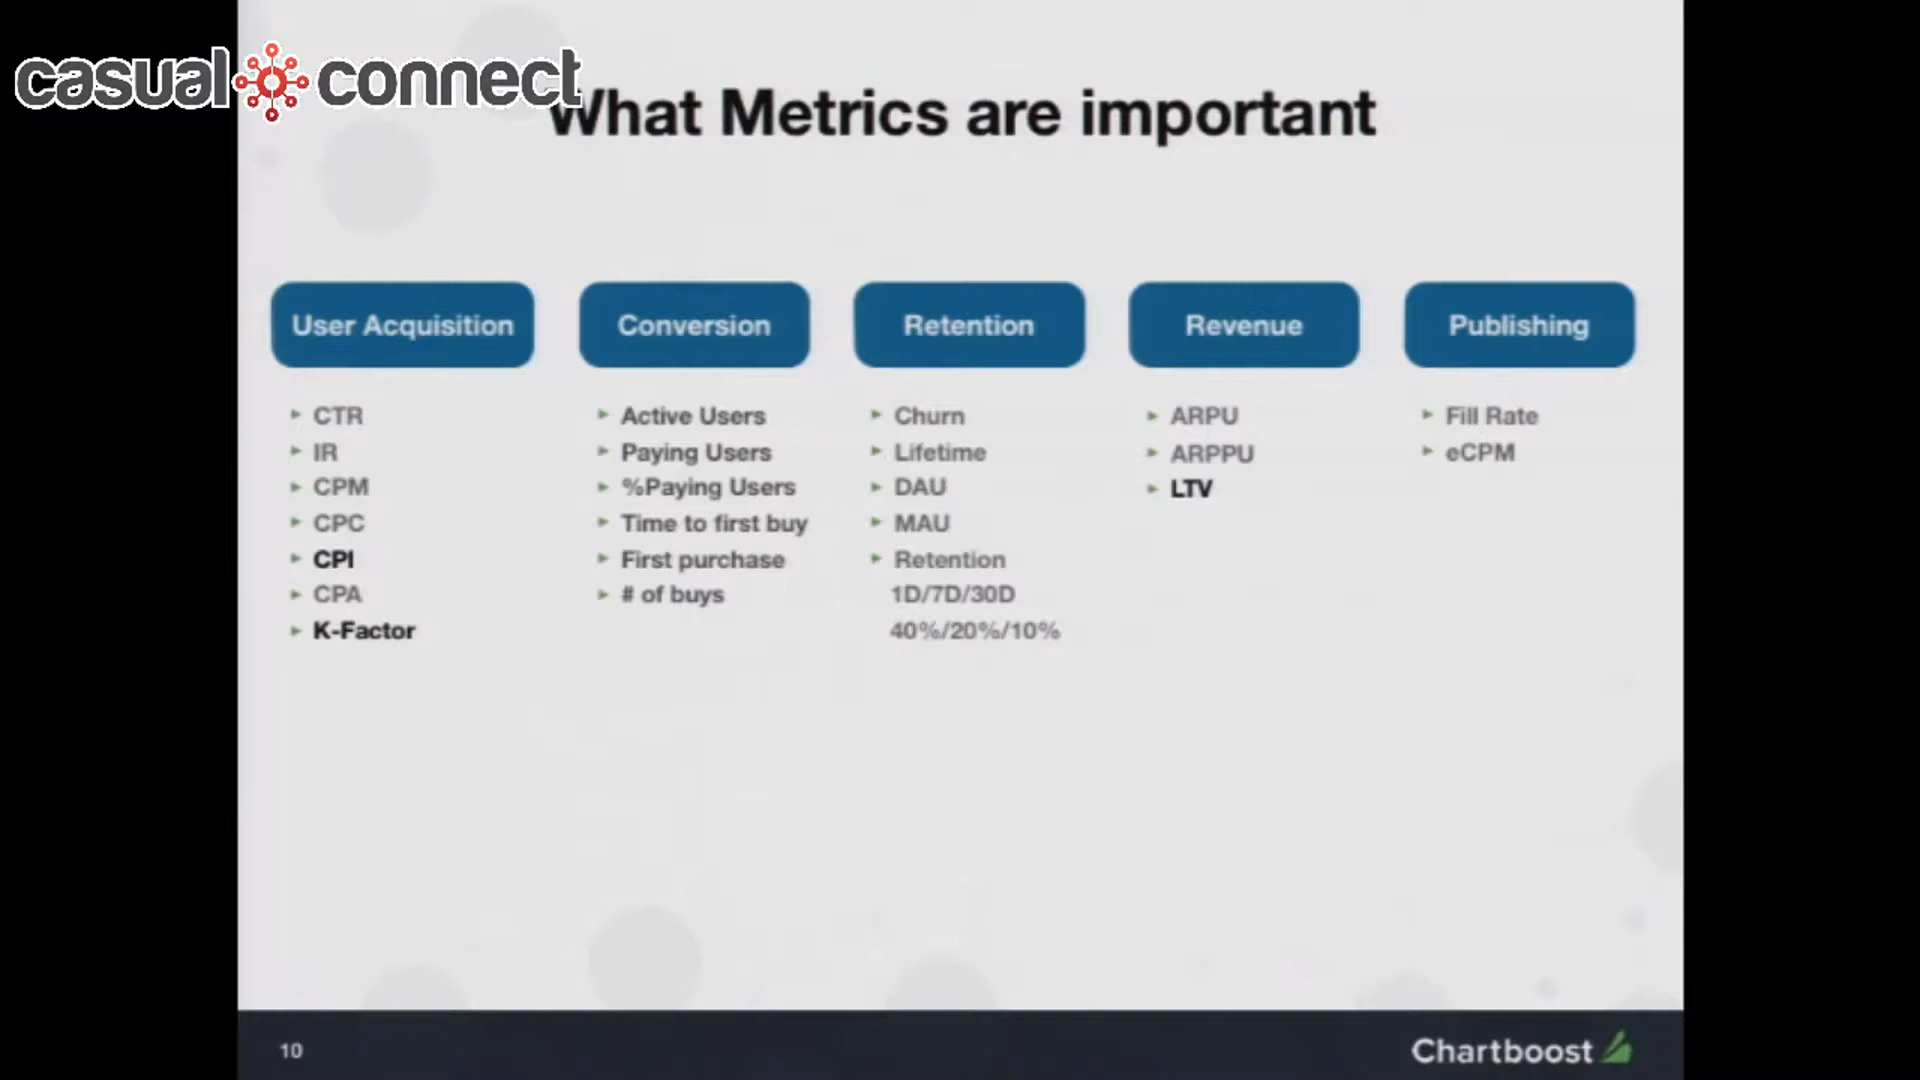 casual connect
What Metrics are important
User Acquisition
CTR
IR
CPM
CPC
CPI
CPA
K-Factor
Conversion
Active Users
Paying Users
%Paying Users
Time to first buy
First purchase
# of buys
Retention
Churn
Lifetime
DAU
MAU
Retention
1D/7D/30D
40%/20%/10%
Revenue
ARPU
ARPPU
LTV
Publishing
Fill Rate
eCPM
10
Chartboost